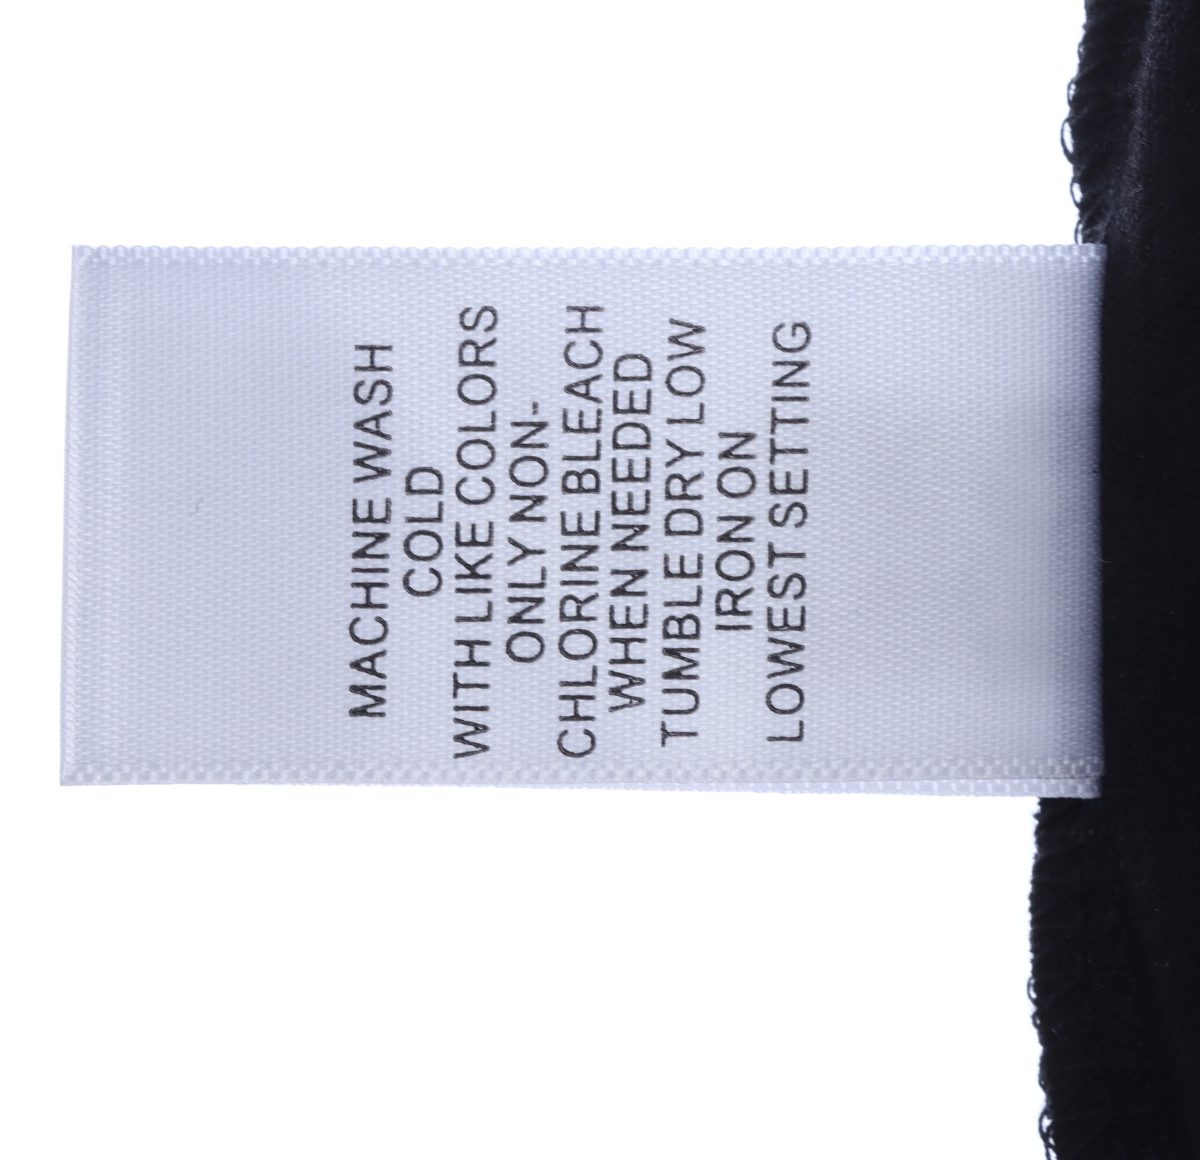 MACHINE WASH
COLD
WITH LIKE COLORS
ONLY NON-
CHLORINE BLEACH
WHEN NEEDED
TUMBLE DRY LOW
IRON ON
LOWEST SETTING